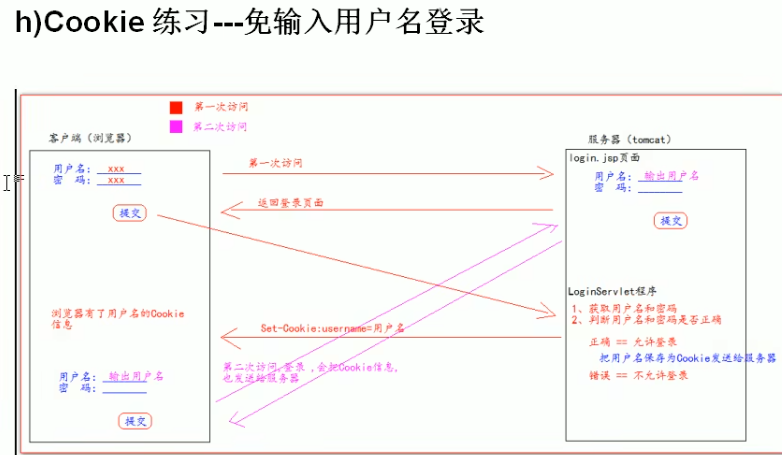 h)Cookie 练习---免输入用户名登录
第一次访问
第二次访问
客户端（浏览器）
服务器（tomcat）
用户名： xxx
密 码： xxx
提交
第一次访问
返回登录页面
login.jsp页面
用户名： 输出用户名
密 码：
提交
浏览器有了用户名的Cookie
信息
Set-Cookie:username=用户名
LoginServlet程序
1、获取用户名和密码
2、判断用户名和密码是否正确
正确 == 允许登录
把用户名保存为Cookie发送给服务器
错误 == 不允许登录
第二次访问,登录 ,会把Cookie信息,
也发送给服务器
用户名： 输出用户名
密 码：
提交